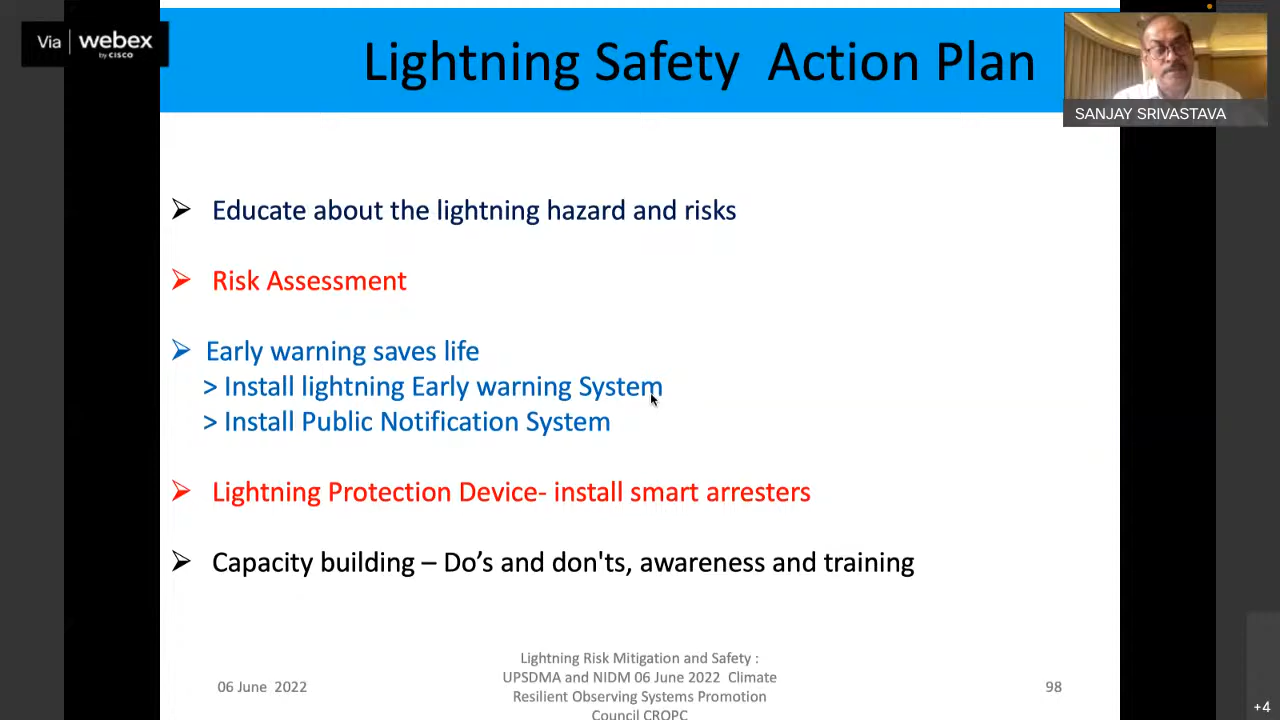 Via webex
by CISCO
Lightning Safety Action Plan
SANJAY SRIVASTAVA
➢ Educate about the lightning hazard and risks
➢ Risk Assessment
➢ Early warning saves life
> Install lightning Early warning System
> Install Public Notification System
➢ Lightning Protection Device- install smart arresters
➢ Capacity building – Do’s and don'ts, awareness and training
06 June 2022
Lightning Risk Mitigation and Safety :
UPSDMA and NIDM 06 June 2022 Climate
Resilient Observing Systems Promotion
Council CROPC
98
+4